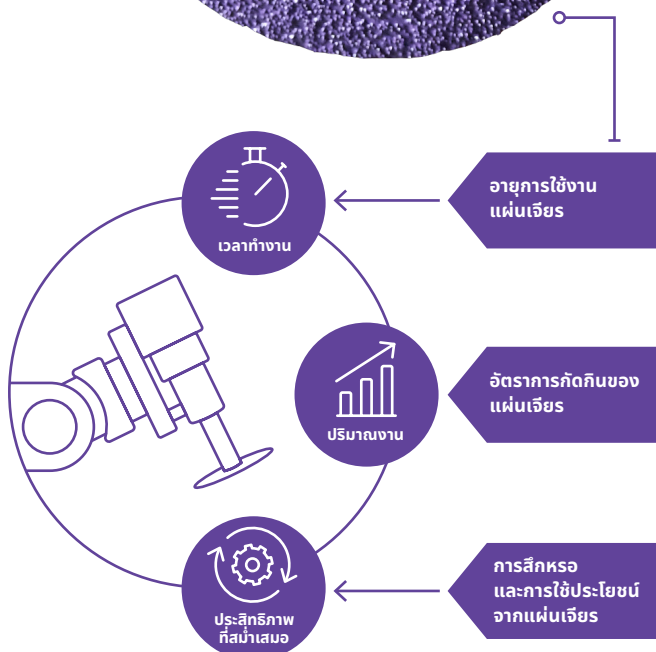 เวลาทำงาน
อายุการใช้งาน
แผ่นเจียร
ปริมาณงาน
อัตราการกัดกินของ
แผ่นเจียร
ประสิทธิภาพ
ที่สม่ำเสมอ
การสึกหรอ
และการใช้ประโยชน์
จากแผ่นเจียร